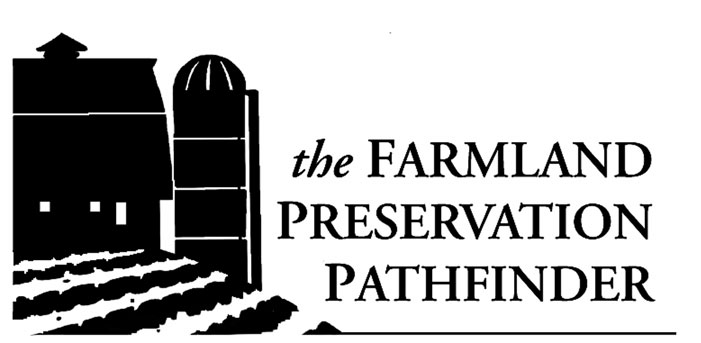 the FARMLAND
PRESERVATION
PATHFINDER